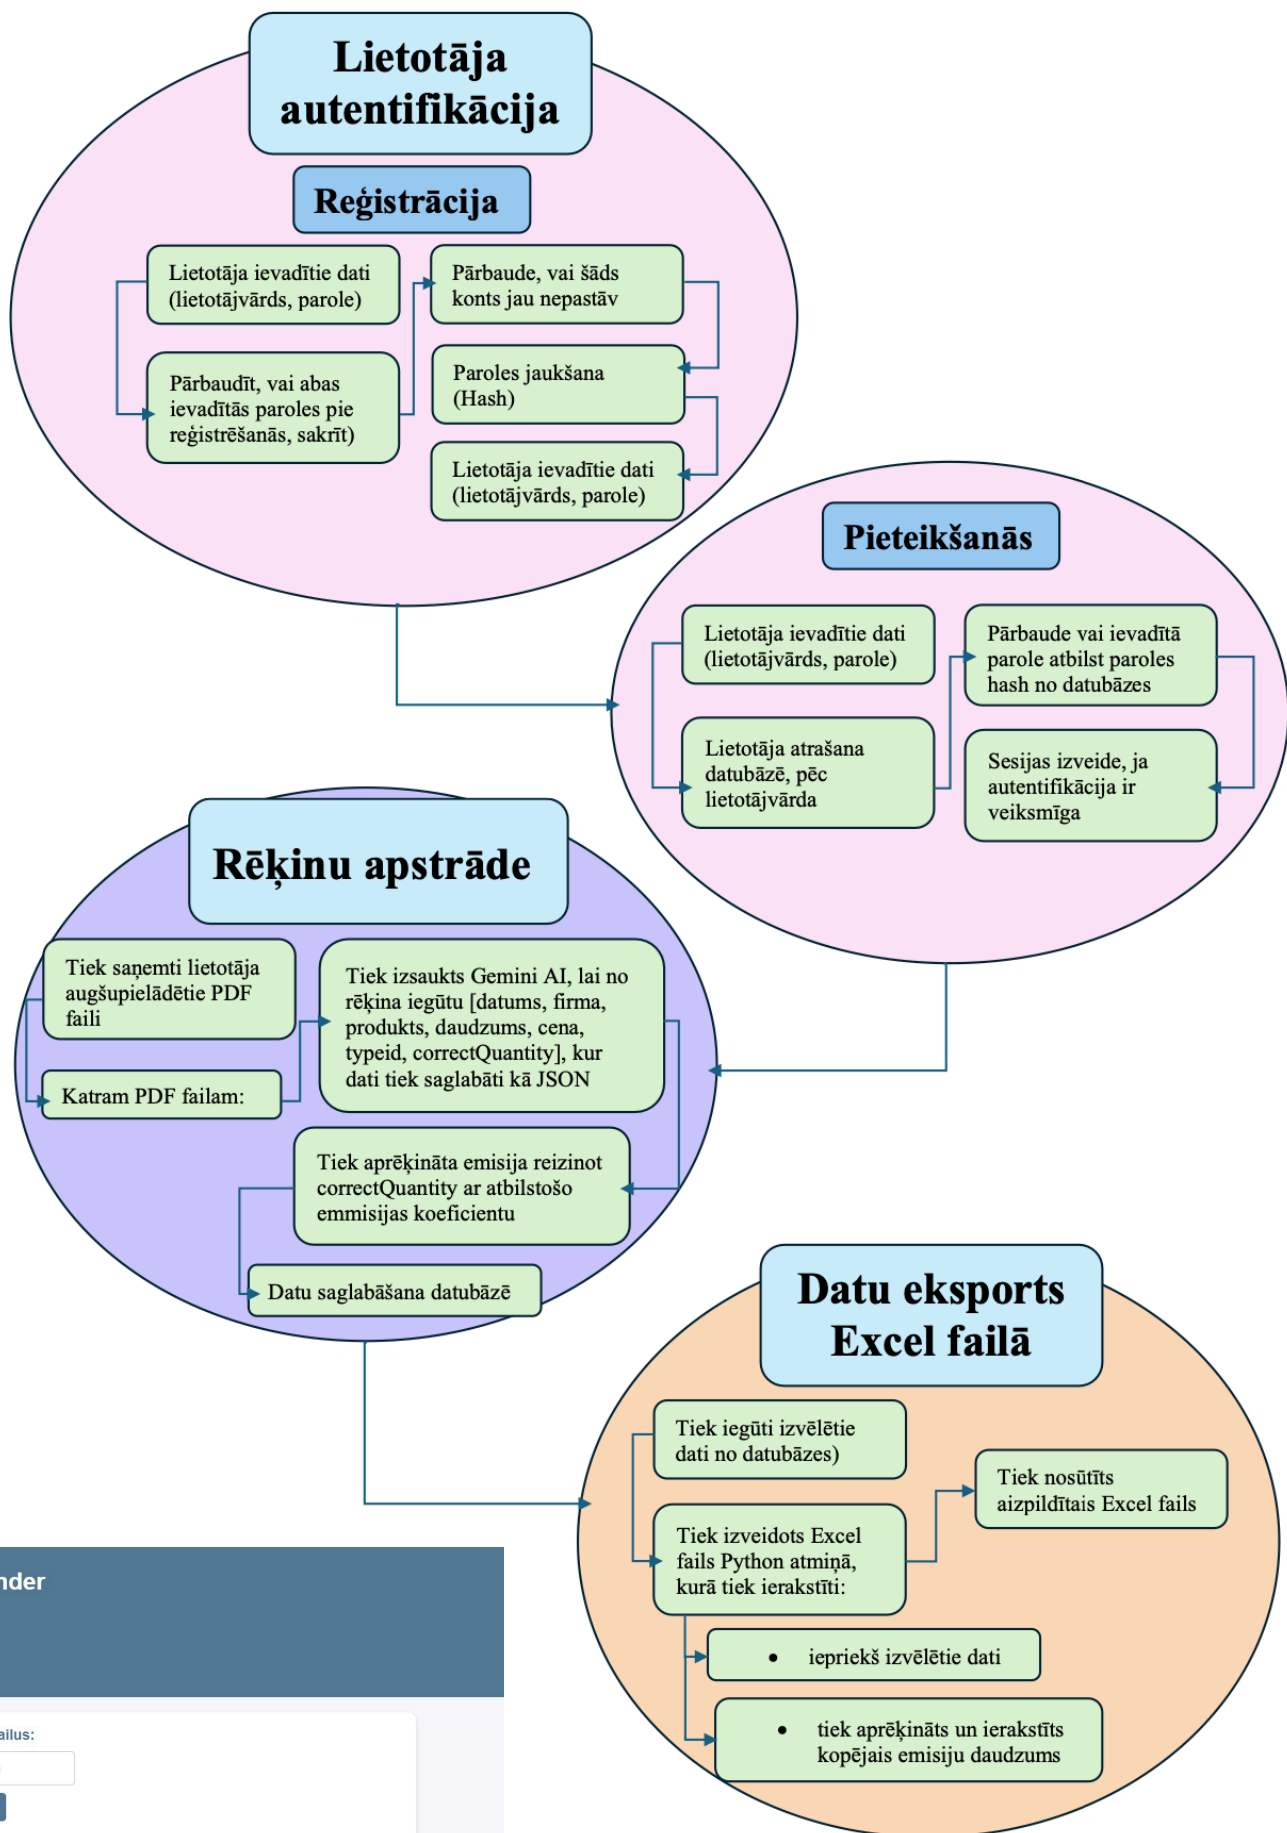 Lietotāja
autentifikācija
Reģistrācija
Lietotāja ievadītie dati
(lietotājvārds, parole)
Pārbaudīt, vai abas
ievadītās paroles pie
reģistrēšanās, sakrīt)
Pārbaude, vai šāds
konts jau nepastāv
Paroles jaukšana
(Hash)
Lietotāja ievadītie dati
(lietotājvārds, parole)
Pieteikšanās
Lietotāja ievadītie dati
(lietotājvārds, parole)
Lietotāja atrašana
datubāzē, pēc
lietotājvārda
Pārbaude vai ievadītā
parole atbilst paroles
hash no datubāzes
Sesijas izveide, ja
autentifikācija ir
veiksmīga
Rēķinu apstrāde
Tiek saņemti lietotāja
augšupielādētie PDF
faili
Katram PDF failam:
Tiek izsaukts Gemini AI, lai no
rēķina iegūtu [datums, firma,
produkts, daudzums, cena,
typeid, correctQuantity], kur
dati tiek saglabāti kā JSON
Tiek aprēķināta emisija reizinot
correctQuantity ar atbilstošo
emmisijas koeficientu
Datu saglabāšana datubāzē
Datu eksports
Excel failā
Tiek iegūti izvēlētie
dati no datubāzes)
Tiek izveidots Excel
fails Python atmiņā,
kurā tiek ierakstīti:
Tiek nosūtīts
aizpildītais Excel fails
• iepriekš izvēlētie dati
• tiek aprēķināts un ierakstīts
kopējais emisiju daudzums
nder
ailus: